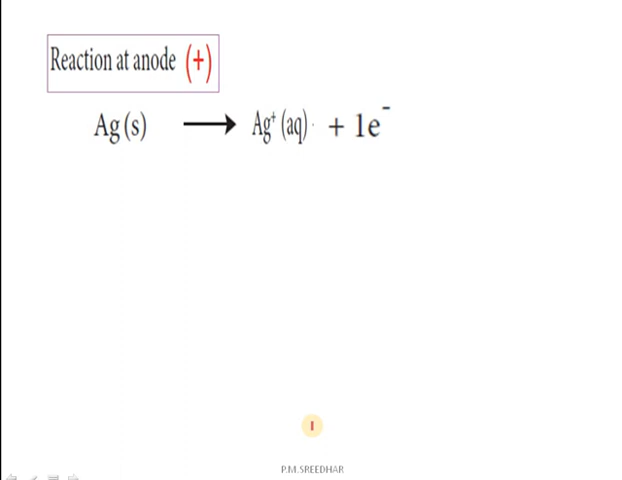 Reaction at anode (+)
Ag (s) ⟶ Ag⁺ (aq) + 1e⁻
P.M.SREEDHAR